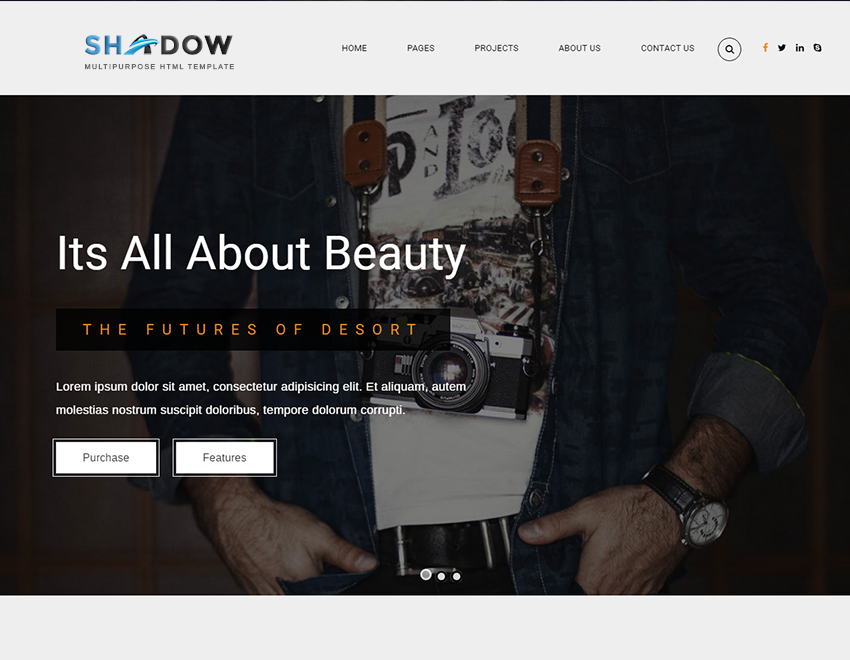 SHADOW
MULTIPURPOSE HTML TEMPLATE
HOME PAGES PROJECTS ABOUT US CONTACT US
AND
Its All About Beauty
THE FUTURES OF DESORT
Lorem ipsum dolor sit amet, consectetur adipisicing elit. Et aliquam, autem
molestias nostrum suscipit doloribus, tempore dolorum corrupti.
Purchase Features